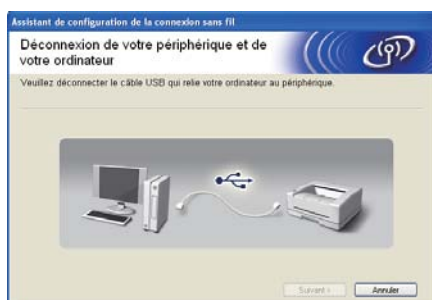 Assistant de configuration de la connexion sans fil
Déconnexion de votre périphérique et de
votre ordinateur
Veuillez déconnecter le câble USB qui relie votre ordinateur au périphérique.
Suivant > Annuler